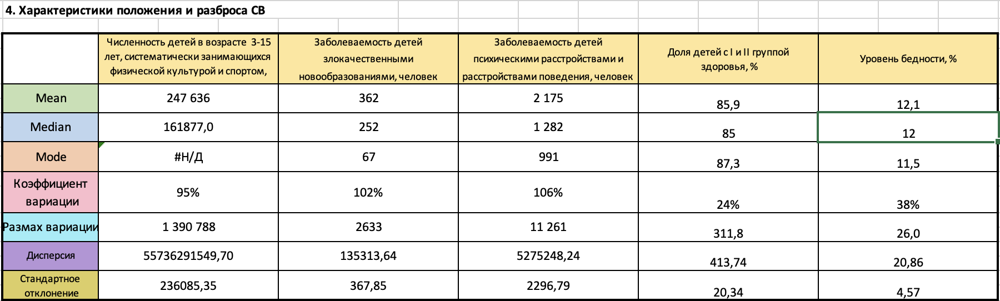 4. Характеристики положения и разброса СВ
Численность детей в возрасте 3-15
лет, систематически занимающихся
физической культурой и спортом,
Заболеваемость детей
злокачественными
новообразованиями, человек
Заболеваемость детей
психическими расстройствами и
расстройствами поведения, человек
Доля детей с I и II группой
здоровья, %
Уровень бедности, %
Mean
247 636
362
2 175
85,9
12,1
Median
161877,0
252
1 282
85
12
Mode
#Н/Д
67
991
87,3
11,5
Коэффициент
вариации
95%
102%
106%
24%
38%
Размах вариации
1 390 788
2633
11 261
311,8
26,0
Дисперсия
55736291549,70
135313,64
5275248,24
413,74
20,86
Стандартное
отклонение
236085,35
367,85
2296,79
20,34
4,57